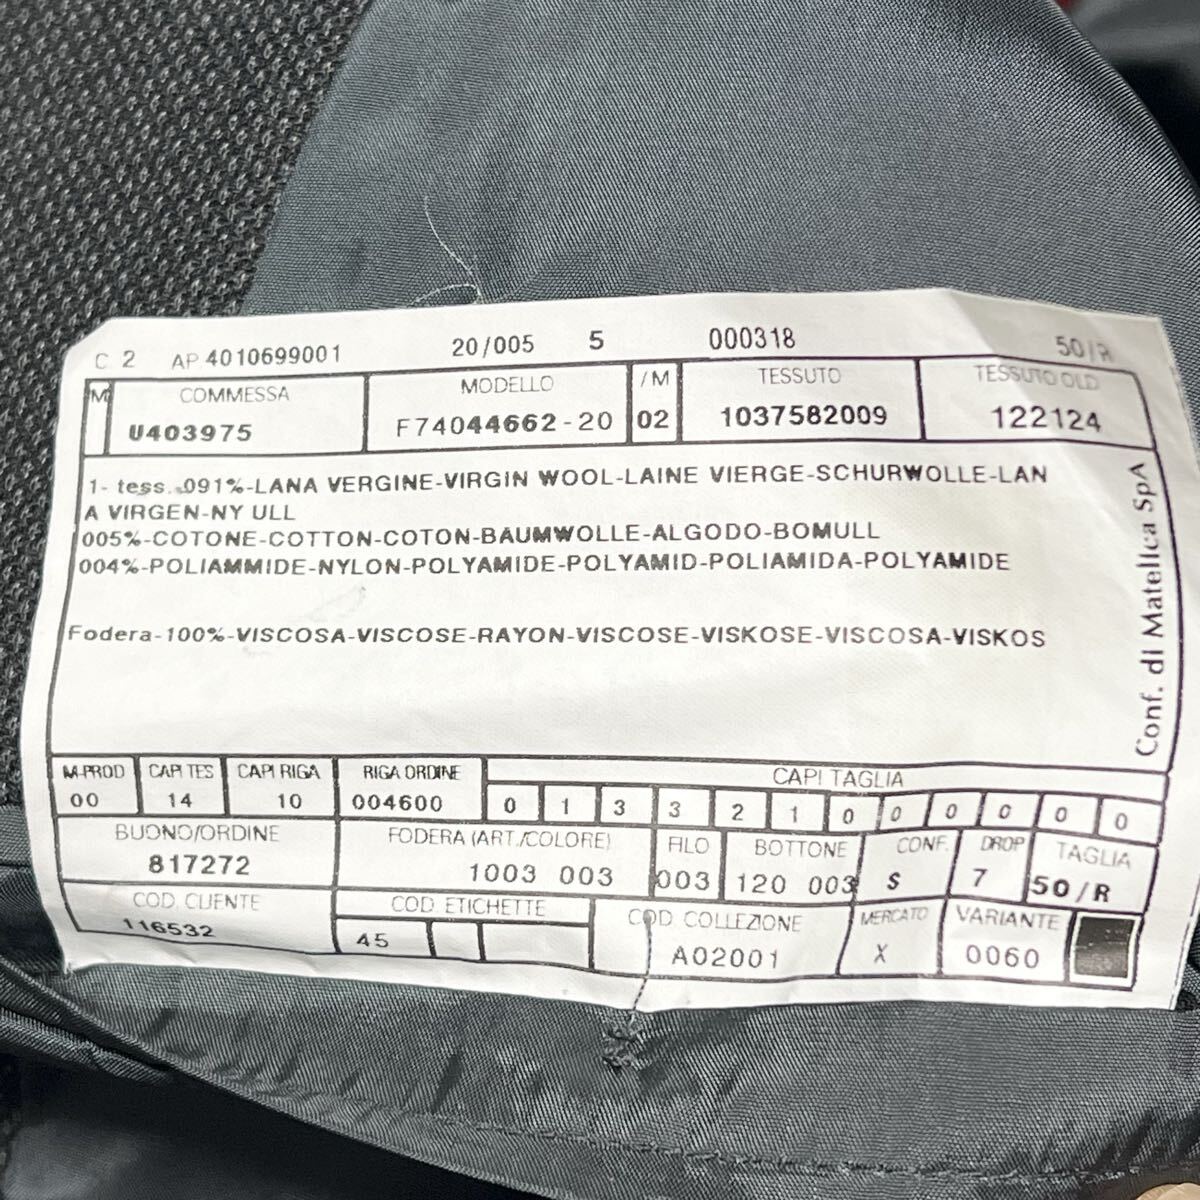 C 2 AP 4010699001 20/005 5 000318 50/R
M COMMESSA MODELLO /M TESSUTO TESSUTO OLD
U403975 F74044662-20 02 1037582009 122124
1- tess. .091%-LANA VERGINE-VIRGIN WOOL-LAINE VIERGE-SCHURWOLLE-LAN
A VIRGEN-NY ULL
005%-COTONE-COTTON-COTON-BAUMWOLLE-ALGODO-BOMULL
004%-POLIAMMIDE-NYLON-POLYAMIDE-POLYAMID-POLIAMIDA-POLYAMIDE
Fodera-100%-VISCOSA-VISCOSE-RAYON-VISCOSE-VISKOSE-VISCOSA-VISKOS
Conf. di Matelica SpA
M-PROD CAPI TES CAPI RIGA RIGA ORDINE CAPI TAGLIA
00 14 10 004600 0 1 3 3 2 1 0 0 0 0 0 0
BUONO/ORDINE FODERA (ART./COLORE) FILO BOTTONE CONF. DROP TAGLIA
817272 1003 003 003 120 003 S 7 50/R
COD. CLIENTE COD. ETICHETTE COD. COLLEZIONE MERCATO VARIANTE
116532 45 A02001 X 0060